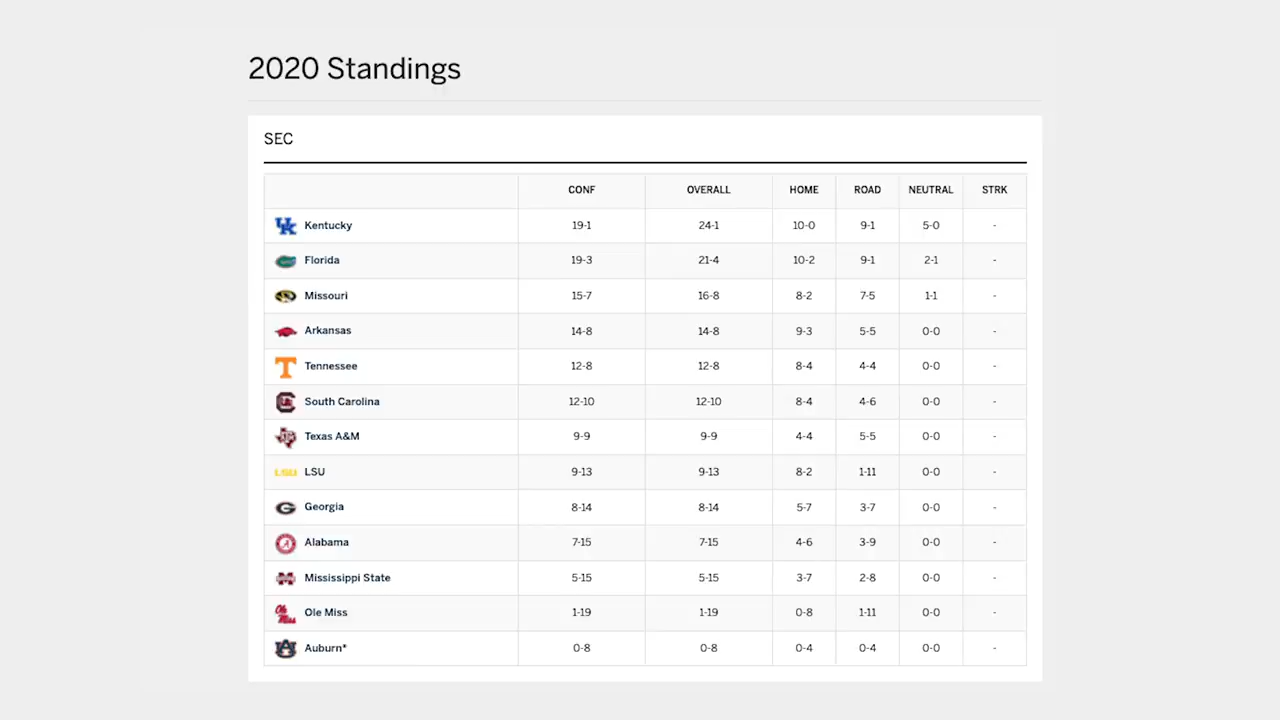 2020 Standings
SEC
CONF OVERALL HOME ROAD NEUTRAL STRK
Kentucky 19-1 24-1 10-0 9-1 5-0 -
Florida 19-3 21-4 10-2 9-1 2-1 -
Missouri 15-7 16-8 8-2 7-5 1-1 -
Arkansas 14-8 14-8 9-3 5-5 0-0 -
T Tennessee 12-8 12-8 8-4 4-4 0-0 -
South Carolina 12-10 12-10 8-4 4-6 0-0 -
Texas A&M 9-9 9-9 4-4 5-5 0-0 -
LSU LSU 9-13 9-13 8-2 1-11 0-0 -
G Georgia 8-14 8-14 5-7 3-7 0-0 -
A Alabama 7-15 7-15 4-6 3-9 0-0 -
Mississippi State 5-15 5-15 3-7 2-8 0-0 -
Ole Miss Ole Miss 1-19 1-19 0-8 1-11 0-0 -
Auburn* 0-8 0-8 0-4 0-4 0-0 -